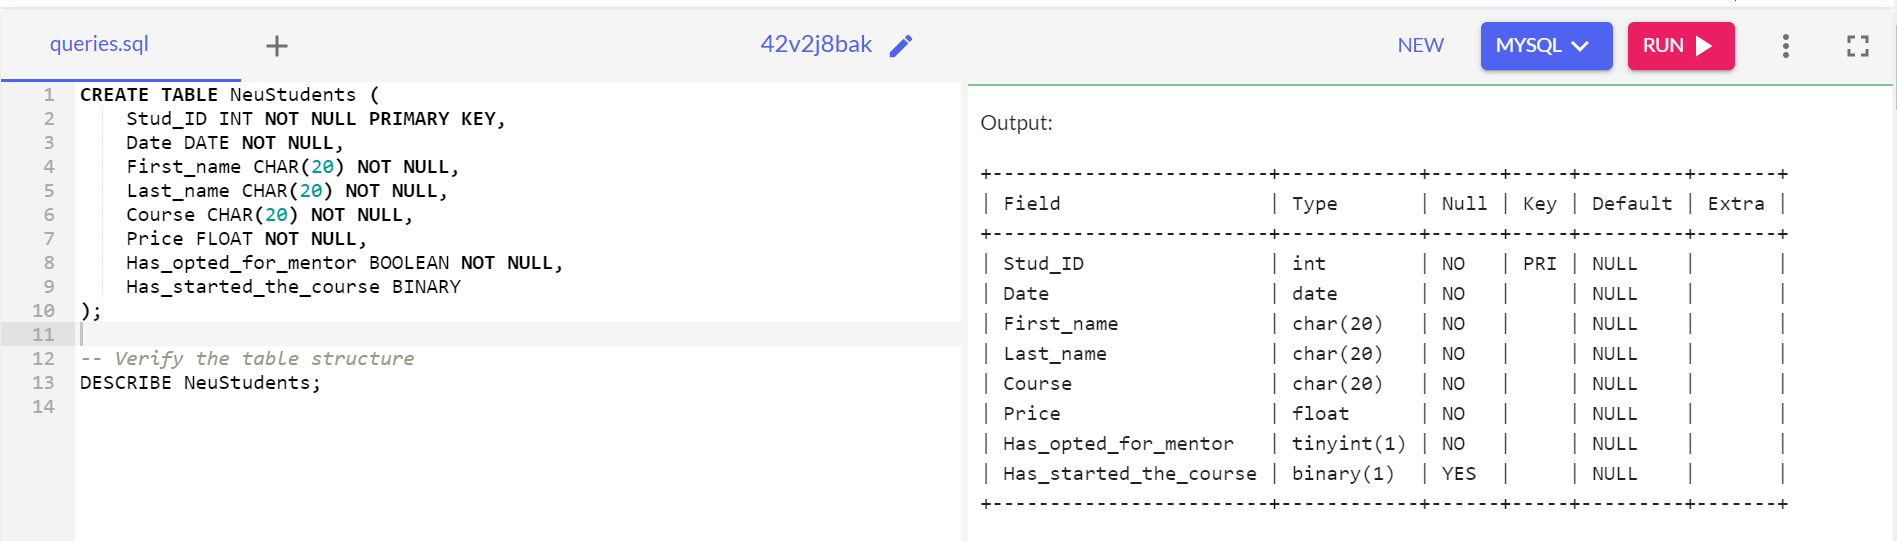 queries.sql
+
42v2j8bak
NEW
MYSQL
RUN
1 CREATE TABLE NeuStudents (
2     Stud_ID INT NOT NULL PRIMARY KEY,
3     Date DATE NOT NULL,
4     First_name CHAR(20) NOT NULL,
5     Last_name CHAR(20) NOT NULL,
6     Course CHAR(20) NOT NULL,
7     Price FLOAT NOT NULL,
8     Has_opted_for_mentor BOOLEAN NOT NULL,
9     Has_started_the_course BINARY
10 );
11
12 -- Verify the table structure
13 DESCRIBE NeuStudents;
14
Output:
+------------------------+------------+------+-----+---------+-------+
| Field                  | Type       | Null | Key | Default | Extra |
+------------------------+------------+------+-----+---------+-------+
| Stud_ID                | int        | NO   | PRI | NULL    |       |
| Date                   | date       | NO   |     | NULL    |       |
| First_name             | char(20)   | NO   |     | NULL    |       |
| Last_name              | char(20)   | NO   |     | NULL    |       |
| Course                 | char(20)   | NO   |     | NULL    |       |
| Price                  | float      | NO   |     | NULL    |       |
| Has_opted_for_mentor   | tinyint(1) | NO   |     | NULL    |       |
| Has_started_the_course | binary(1)  | YES  |     | NULL    |       |
+------------------------+------------+------+-----+---------+-------+